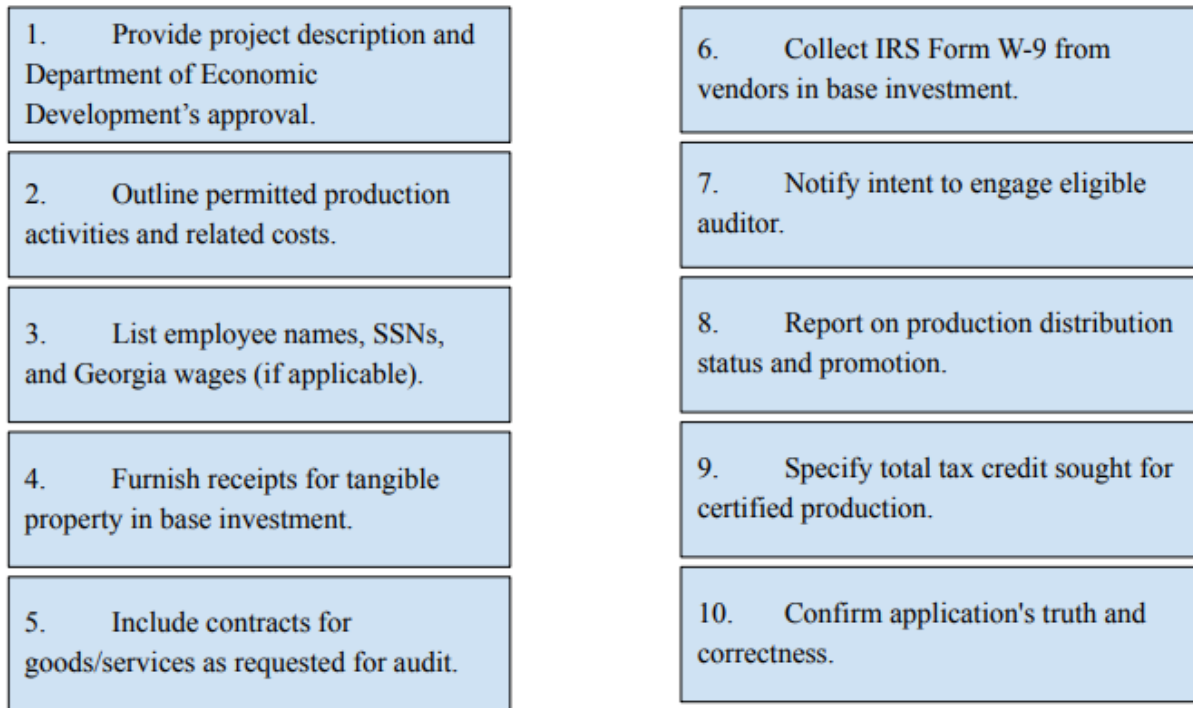 1. Provide project description and
Department of Economic
Development’s approval.
2. Outline permitted production
activities and related costs.
3. List employee names, SSNs,
and Georgia wages (if applicable).
4. Furnish receipts for tangible
property in base investment.
5. Include contracts for
goods/services as requested for audit.
6. Collect IRS Form W-9 from
vendors in base investment.
7. Notify intent to engage eligible
auditor.
8. Report on production distribution
status and promotion.
9. Specify total tax credit sought for
certified production.
10. Confirm application's truth and
correctness.